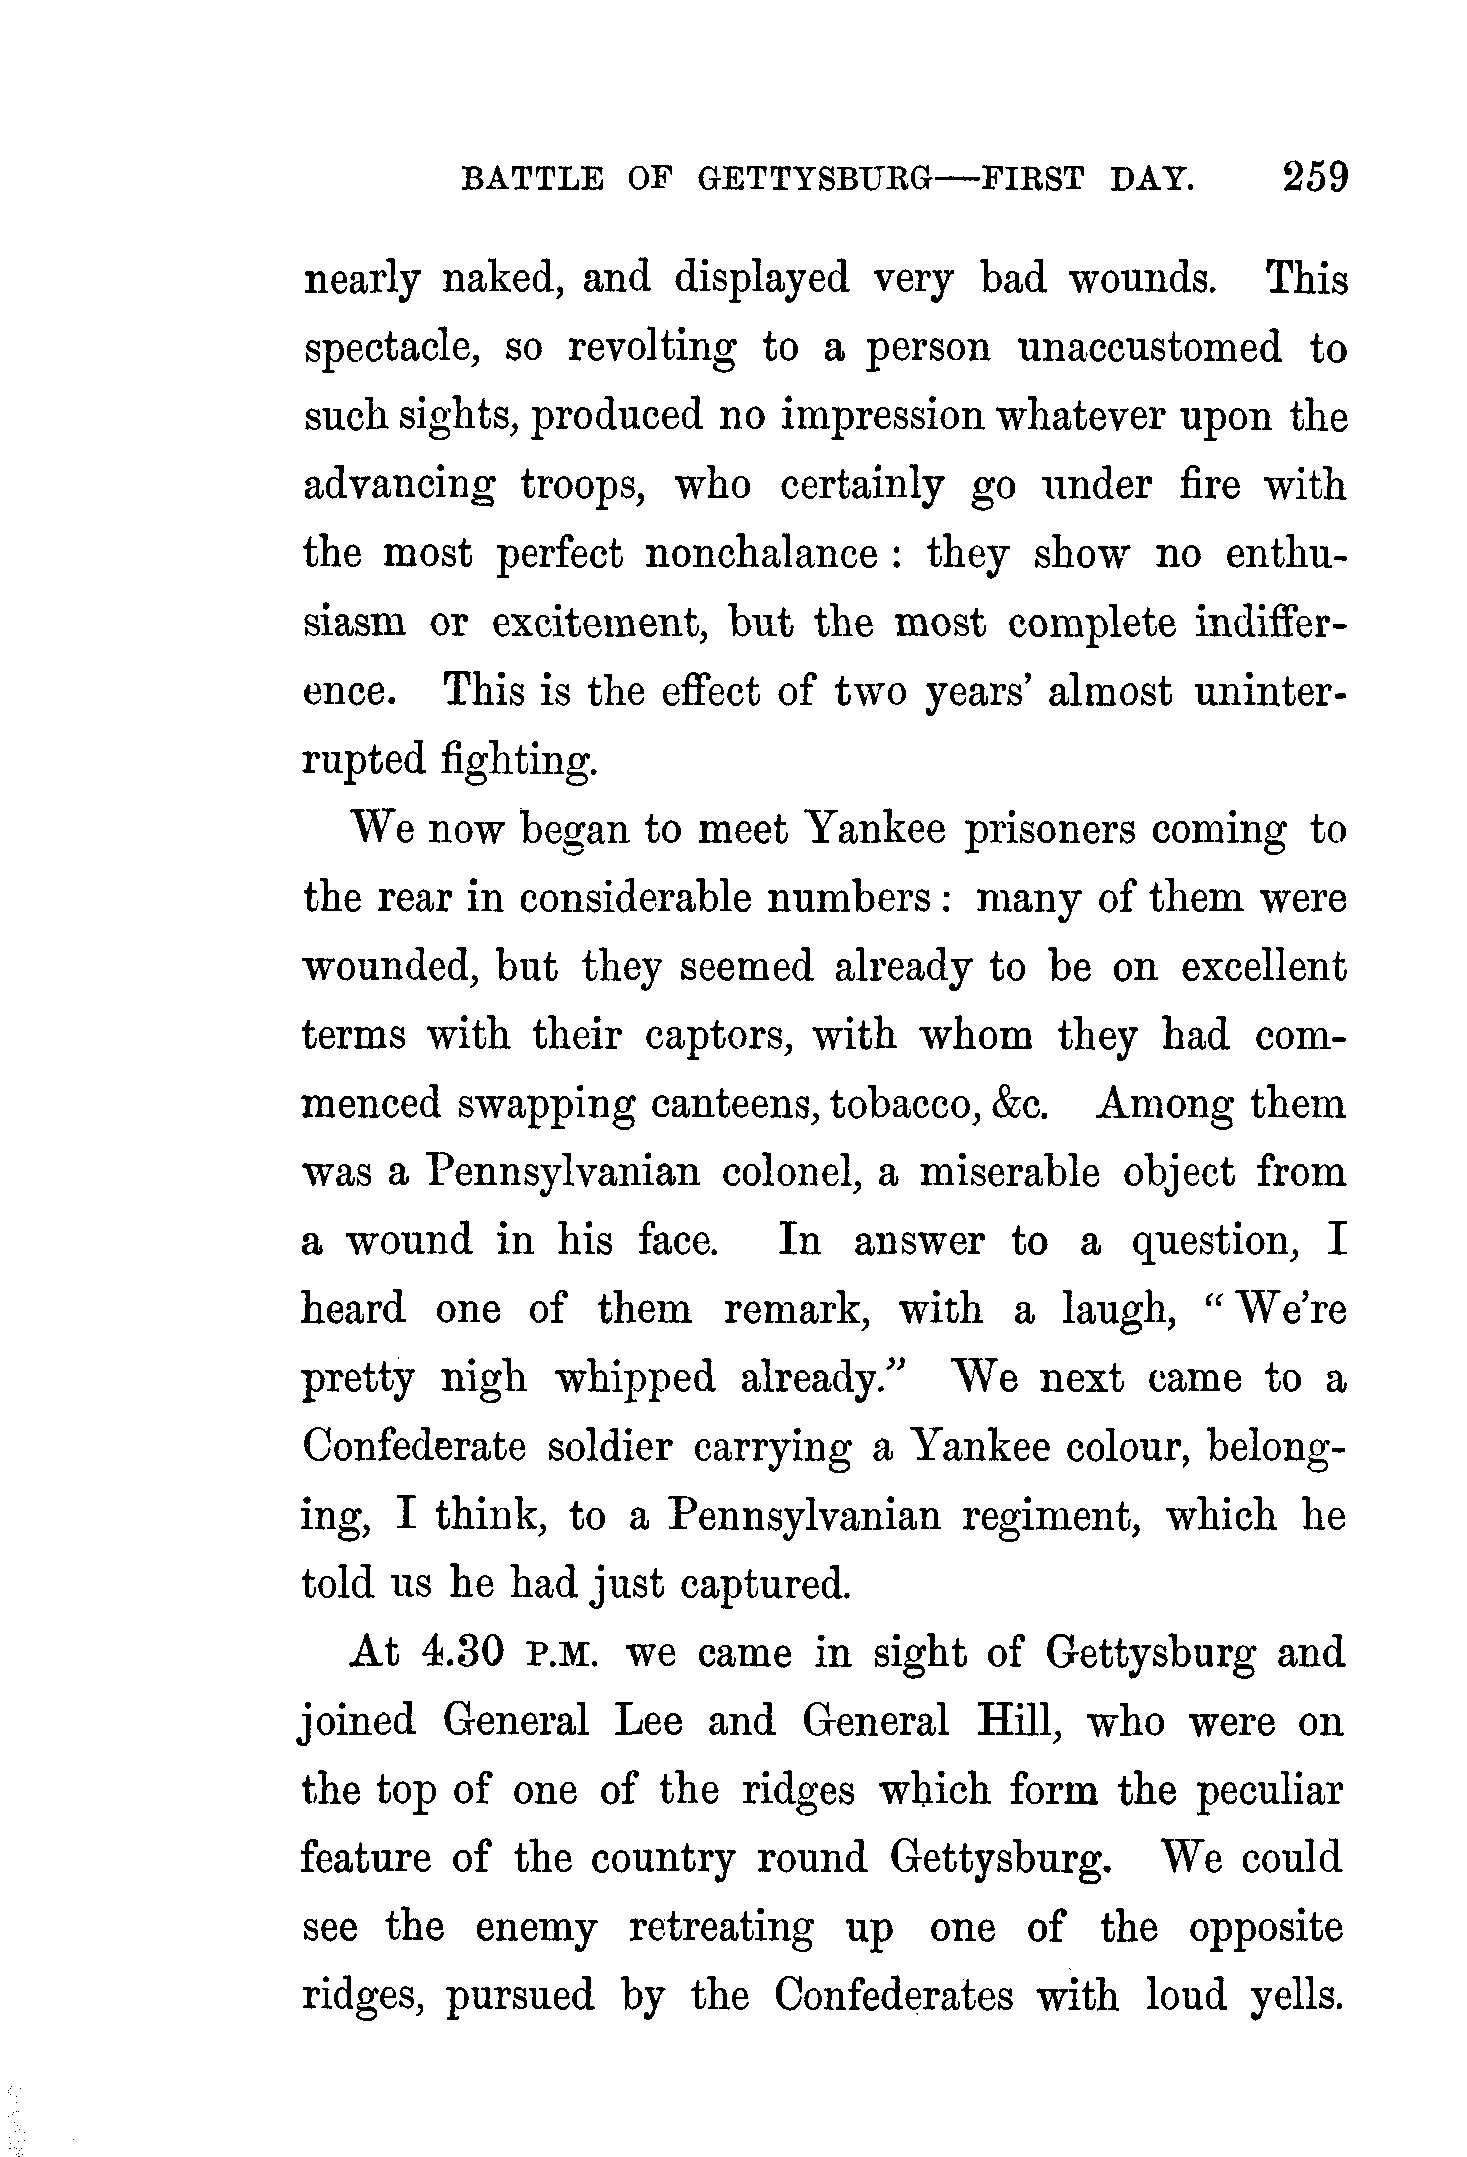 BATTLE OF GETTYSBURG—FIRST DAY. 259
nearly naked, and displayed very bad wounds. This
spectacle, so revolting to a person unaccustomed to
such sights, produced no impression whatever upon the
advancing troops, who certainly go under fire with
the most perfect nonchalance : they show no enthu-
siasm or excitement, but the most complete indiffer-
ence. This is the effect of two years’ almost uninter-
rupted fighting.
We now began to meet Yankee prisoners coming to
the rear in considerable numbers : many of them were
wounded, but they seemed already to be on excellent
terms with their captors, with whom they had com-
menced swapping canteens, tobacco, &c. Among them
was a Pennsylvanian colonel, a miserable object from
a wound in his face. In answer to a question, I
heard one of them remark, with a laugh, “ We’re
pretty nigh whipped already.” We next came to a
Confederate soldier carrying a Yankee colour, belong-
ing, I think, to a Pennsylvanian regiment, which he
told us he had just captured.
At 4.30 P.M. we came in sight of Gettysburg and
joined General Lee and General Hill, who were on
the top of one of the ridges which form the peculiar
feature of the country round Gettysburg. We could
see the enemy retreating up one of the opposite
ridges, pursued by the Confederates with loud yells.